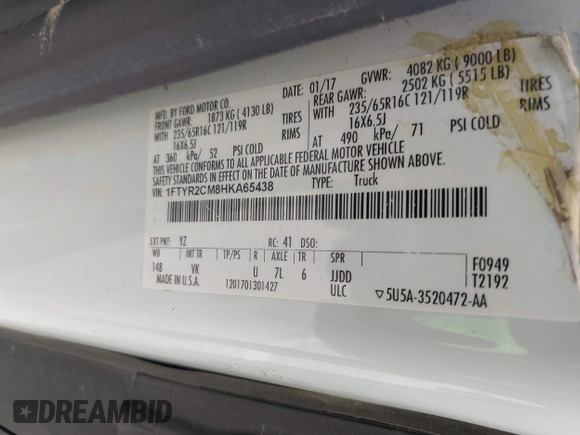 MFD. BY FORD MOTOR CO.
DATE: 01/17 GVWR: 4082 KG ( 9000 LB)
FRONT GAWR: 1873 KG ( 4130 LB)
REAR GAWR: 2502 KG ( 5515 LB)
WITH 235/65R16C 121/119R TIRES
WITH 235/65R16C 121/119R TIRES
16X6.5J RIMS
16X6.5J RIMS
AT 360 kPa/ 52 PSI COLD
AT 490 kPa/ 71 PSI COLD
THIS VEHICLE CONFORMS TO ALL APPLICABLE FEDERAL MOTOR VEHICLE
SAFETY STANDARDS IN EFFECT ON THE DATE OF MANUFACTURE SHOWN ABOVE.
VIN: 1FTYR2CM8HKA65438 TYPE: Truck
EXT PNT: YZ RC: 41 DSO:
WB INT TR TP/PS R AXLE TR SPR
148 VK U 7L 6 JJDD
MADE IN U.S.A. 1201701301427 ULC
F0949
T2192
5U5A-3520472-AA
DREAMBID